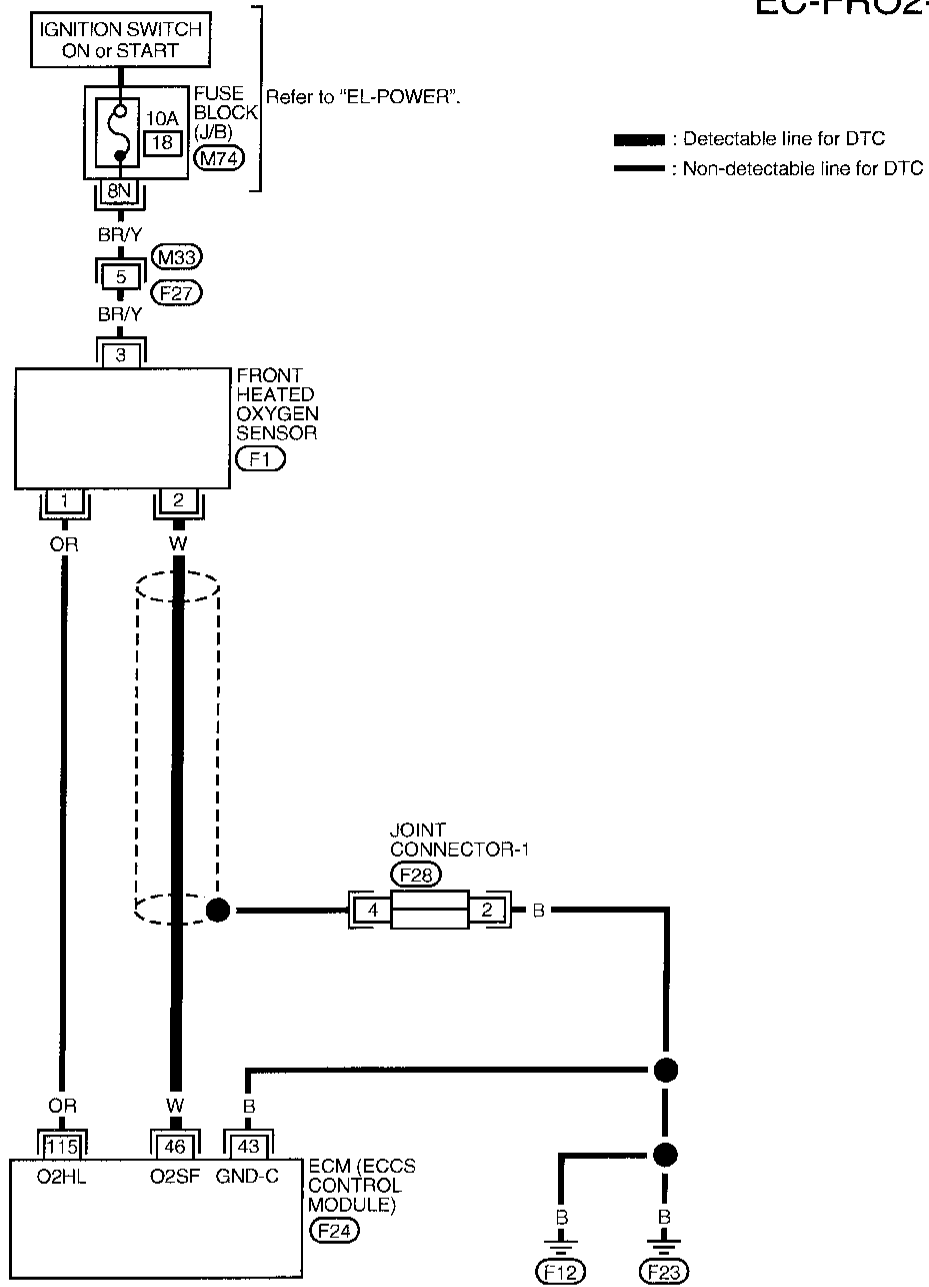 EC-FRO2-
IGNITION SWITCH
ON or START
FUSE
BLOCK
(J/B)
M74
Refer to "EL-POWER".
10A
18
8N
: Detectable line for DTC
: Non-detectable line for DTC
BR/Y
M33
5
F27
BR/Y
3
FRONT
HEATED
OXYGEN
SENSOR
F1
1
2
OR
W
JOINT
CONNECTOR-1
F28
4
2
B
OR
W
B
115
46
43
O2HL
O2SF
GND-C
ECM (ECCS
CONTROL
MODULE)
F24
B
B
F12
F23